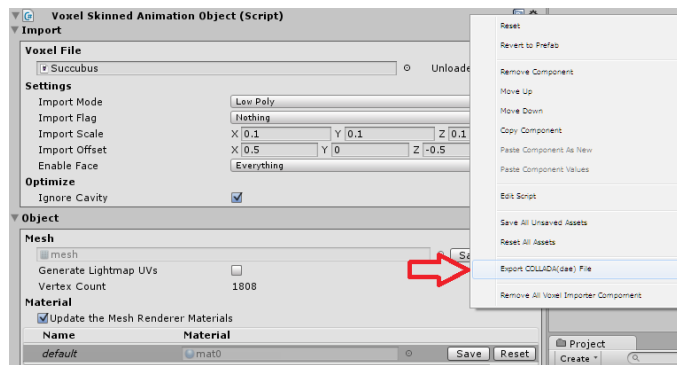 Voxel Skinned Animation Object (Script)
Import
Voxel File
Succubus
Unloade
Settings
Import Mode Low Poly
Import Flag Nothing
Import Scale X 0.1 Y 0.1 Z 0.1
Import Offset X 0.5 Y 0 Z -0.5
Enable Face Everything
Optimize
Ignore Cavity
Object
Mesh
mesh
Sa
Generate Lightmap UVs
Vertex Count 1808
Material
Update the Mesh Renderer Materials
Name Material
default mat0 Save Reset
Reset
Revert to Prefab
Remove Component
Move Up
Move Down
Copy Component
Paste Component As New
Paste Component Values
Edit Script
Save All Unsaved Assets
Reset All Assets
Export COLLADA(dae) File
Remove All Voxel Importer Compornent
Project
Create